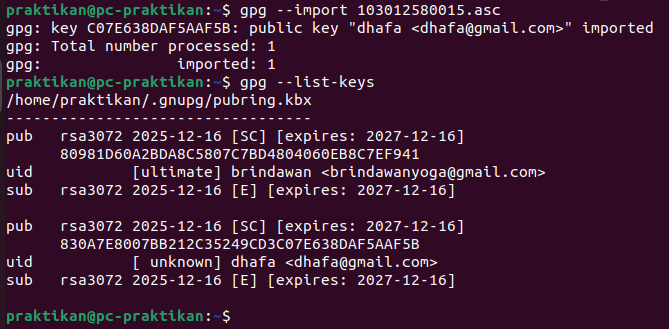 praktikan@pc-praktikan:~$ gpg --import 103012580015.asc
gpg: key C07E638DAF5AAF5B: public key "dhafa <dhafa@gmail.com>" imported
gpg: Total number processed: 1
gpg:               imported: 1
praktikan@pc-praktikan:~$ gpg --list-keys
/home/praktikan/.gnupg/pubring.kbx
----------------------------------
pub   rsa3072 2025-12-16 [SC] [expires: 2027-12-16]
      80981D60A2BDA8C5807C7BD4804060EB8C7EF941
uid           [ultimate] brindawan <brindawanyoga@gmail.com>
sub   rsa3072 2025-12-16 [E] [expires: 2027-12-16]

pub   rsa3072 2025-12-16 [SC] [expires: 2027-12-16]
      830A7E8007BB212C35249CD3C07E638DAF5AAF5B
uid           [ unknown] dhafa <dhafa@gmail.com>
sub   rsa3072 2025-12-16 [E] [expires: 2027-12-16]

praktikan@pc-praktikan:~$